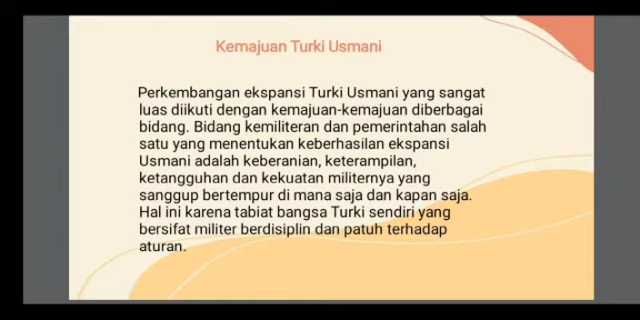 Kemajuan Turki Usmani
Perkembangan ekspansi Turki Usmani yang sangat
luas diikuti dengan kemajuan-kemajuan diberbagai
bidang. Bidang kemiliteran dan pemerintahan salah
satu yang menentukan keberhasilan ekspansi
Usmani adalah keberanian, keterampilan,
ketangguhan dan kekuatan militernya yang
sanggup bertempur di mana saja dan kapan saja.
Hal ini karena tabiat bangsa Turki sendiri yang
bersifat militer berdisiplin dan patuh terhadap
aturan.